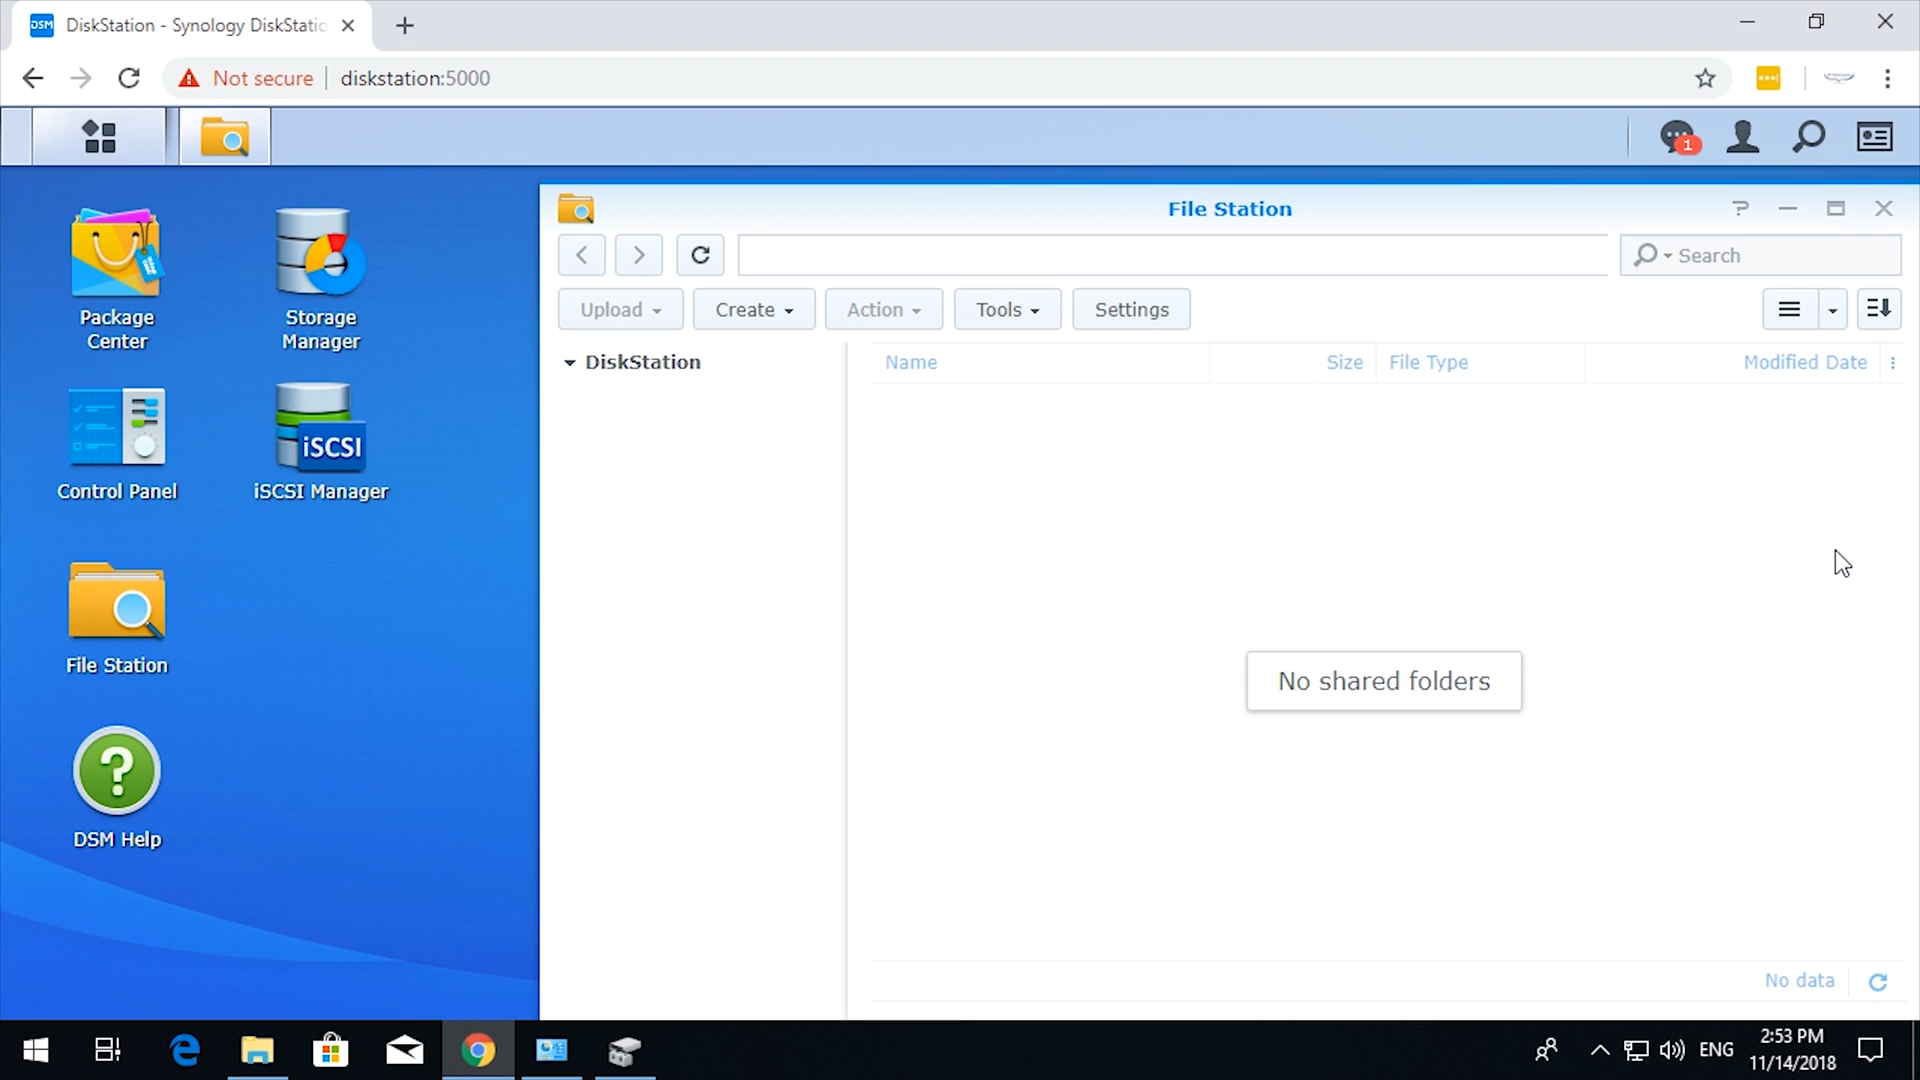 DSM
DiskStation - Synology DiskStatio
Not secure
diskstation:5000
1
Package
Center
Storage
Manager
Control Panel
iSCSI
iSCSI Manager
File Station
DSM Help
File Station
Search
Upload
Create
Action
Tools
Settings
DiskStation
Name
Size
File Type
Modified Date
No shared folders
No data
ENG
2:53 PM
11/14/2018